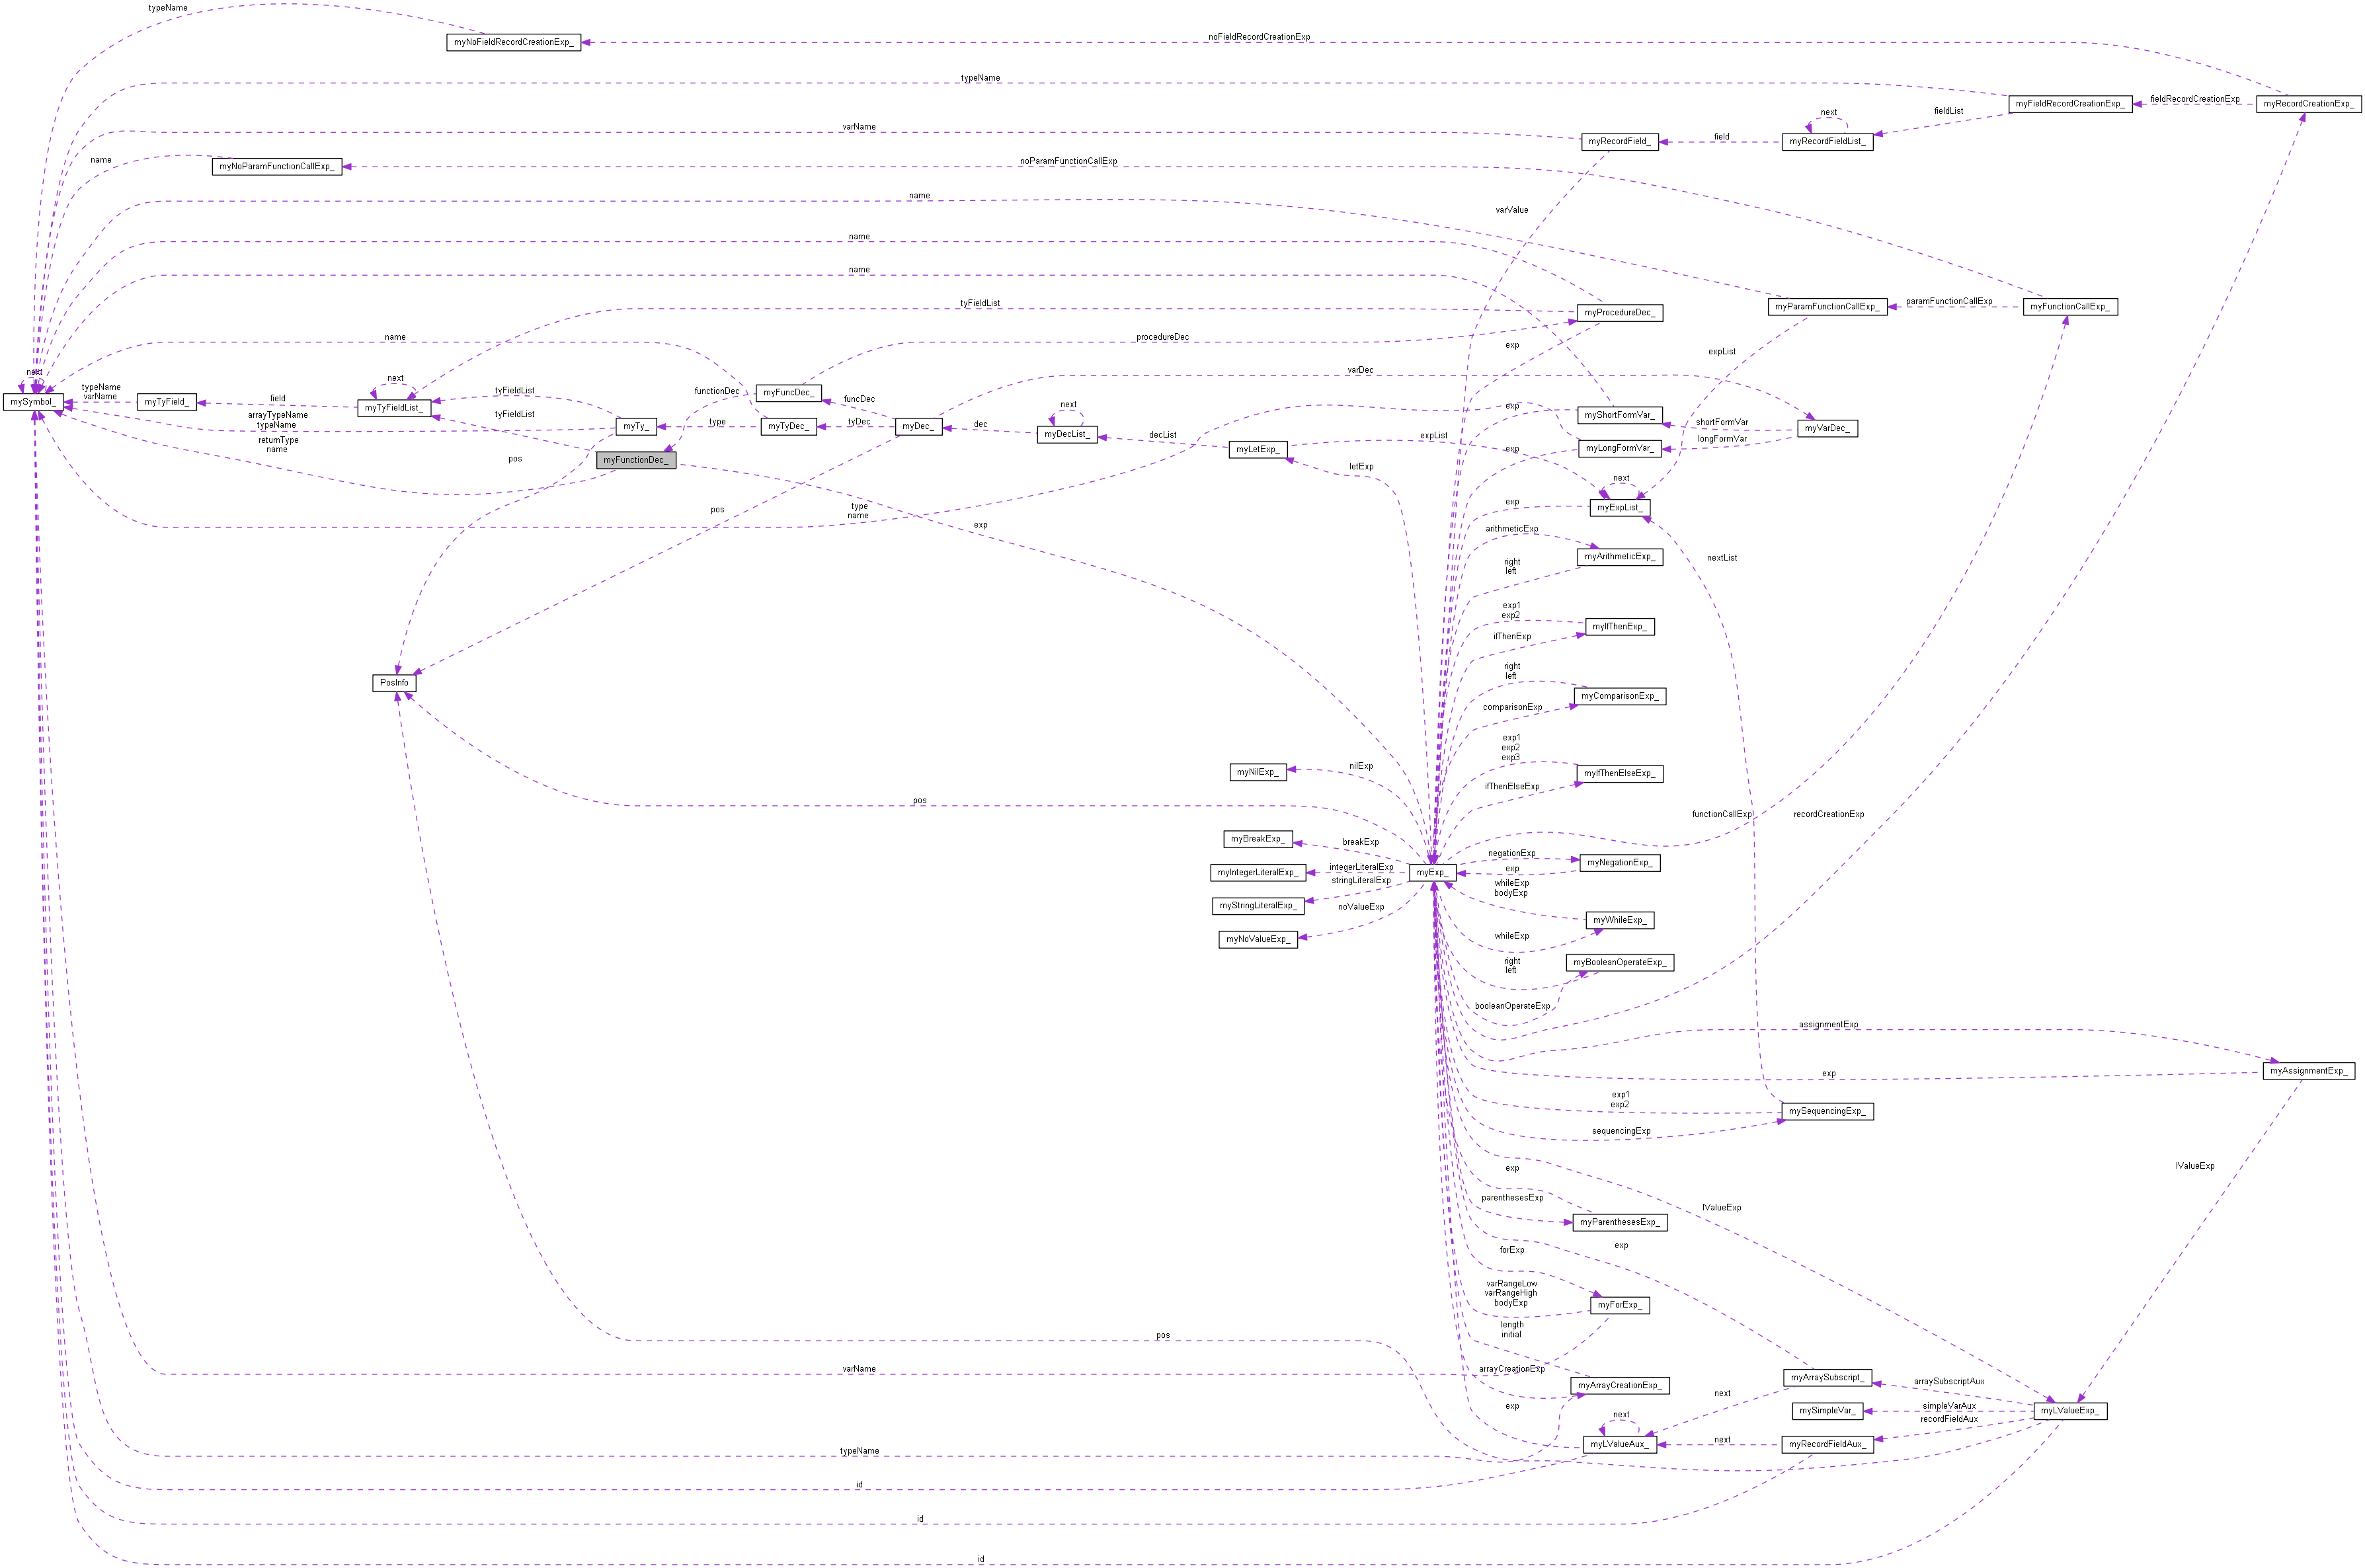 typeName
myNoFieldRecordCreationExp_
noFieldRecordCreationExp
typeName
myFieldRecordCreationExp_
fieldRecordCreationExp
myRecordCreationExp_
fieldList
next
varName
myRecordField_
field
myRecordFieldList_
name
myNoParamFunctionCallExp_
noParamFunctionCallExp
name
varValue
name
name
tyFieldList
myProcedureDec_
myParamFunctionCallExp_
paramFunctionCallExp
myFunctionCallExp_
name
procedureDec
exp
expList
varDec
next
mySymbol_
typeName
varName
myTyField_
field
next
myTyFieldList_
tyFieldList
functionDec
myFuncDec_
funcDec
arrayTypeName
typeName
tyFieldList
myTy_
type
myTyDec_
tyDec
myDec_
dec
next
myDecList_
decList
exp
myShortFormVar_
shortFormVar
myVarDec_
longFormVar
returnType
name
pos
myFunctionDec_
myLetExp_
expList
letExp
exp
myLongFormVar_
next
myExpList_
pos
type
name
exp
exp
arithmeticExp
myArithmeticExp_
nextList
right
left
exp1
exp2
myIfThenExp_
ifThenExp
right
left
PosInfo
myComparisonExp_
comparisonExp
exp1
exp2
exp3
myNilExp_
nilExp
myIfThenElseExp_
ifThenElseExp
pos
functionCallExp
recordCreationExp
myBreakExp_
breakExp
negationExp
myNegationExp_
exp
myIntegerLiteralExp_
integerLiteralExp
myExp_
stringLiteralExp
whileExp
bodyExp
myStringLiteralExp_
noValueExp
myWhileExp_
myNoValueExp_
whileExp
right
left
myBooleanOperateExp_
booleanOperateExp
assignmentExp
exp
myAssignmentExp_
exp1
exp2
mySequencingExp_
sequencingExp
exp
lValueExp
parenthesesExp
lValueExp
myParenthesesExp_
forExp
exp
varRangeLow
varRangeHigh
bodyExp
myForExp_
length
initial
pos
varName
arrayCreationExp
myArrayCreationExp_
myArraySubscript_
arraySubscriptAux
next
exp
mySimpleVar_
simpleVarAux
myLValueExp_
next
recordFieldAux
typeName
myLValueAux_
next
myRecordFieldAux_
id
id
id